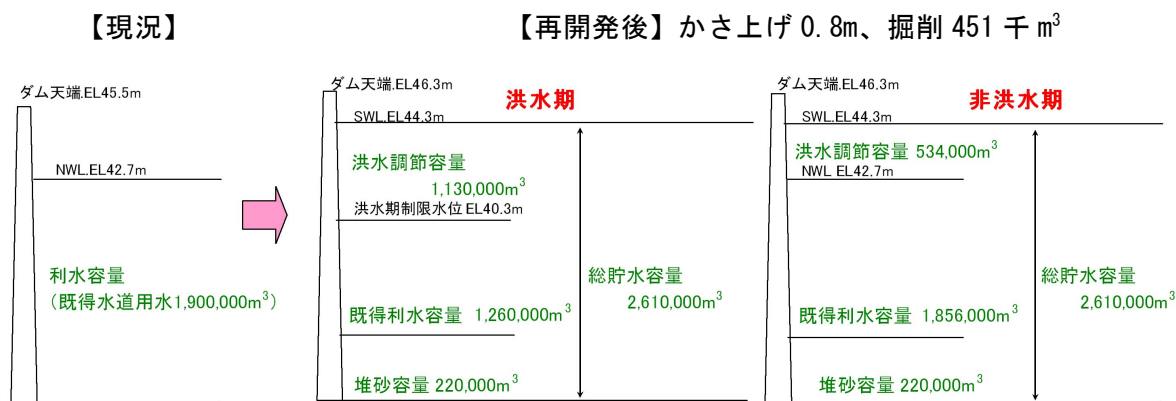 【現況】
【再開発後】かさ上げ 0.8m、掘削 451 千 m³
ダム天端.EL45.5m
NWL.EL42.7m
利水容量
（既得水道用水1,900,000m³）
ダム天端.EL46.3m
洪水期
SWL.EL44.3m
洪水調節容量
1,130,000m³
洪水期制限水位EL40.3m
総貯水容量
2,610,000m³
既得利水容量 1,260,000m³
堆砂容量 220,000m³
ダム天端.EL46.3m
非洪水期
SWL.EL44.3m
洪水調節容量 534,000m³
NWL EL42.7m
総貯水容量
2,610,000m³
既得利水容量 1,856,000m³
堆砂容量 220,000m³